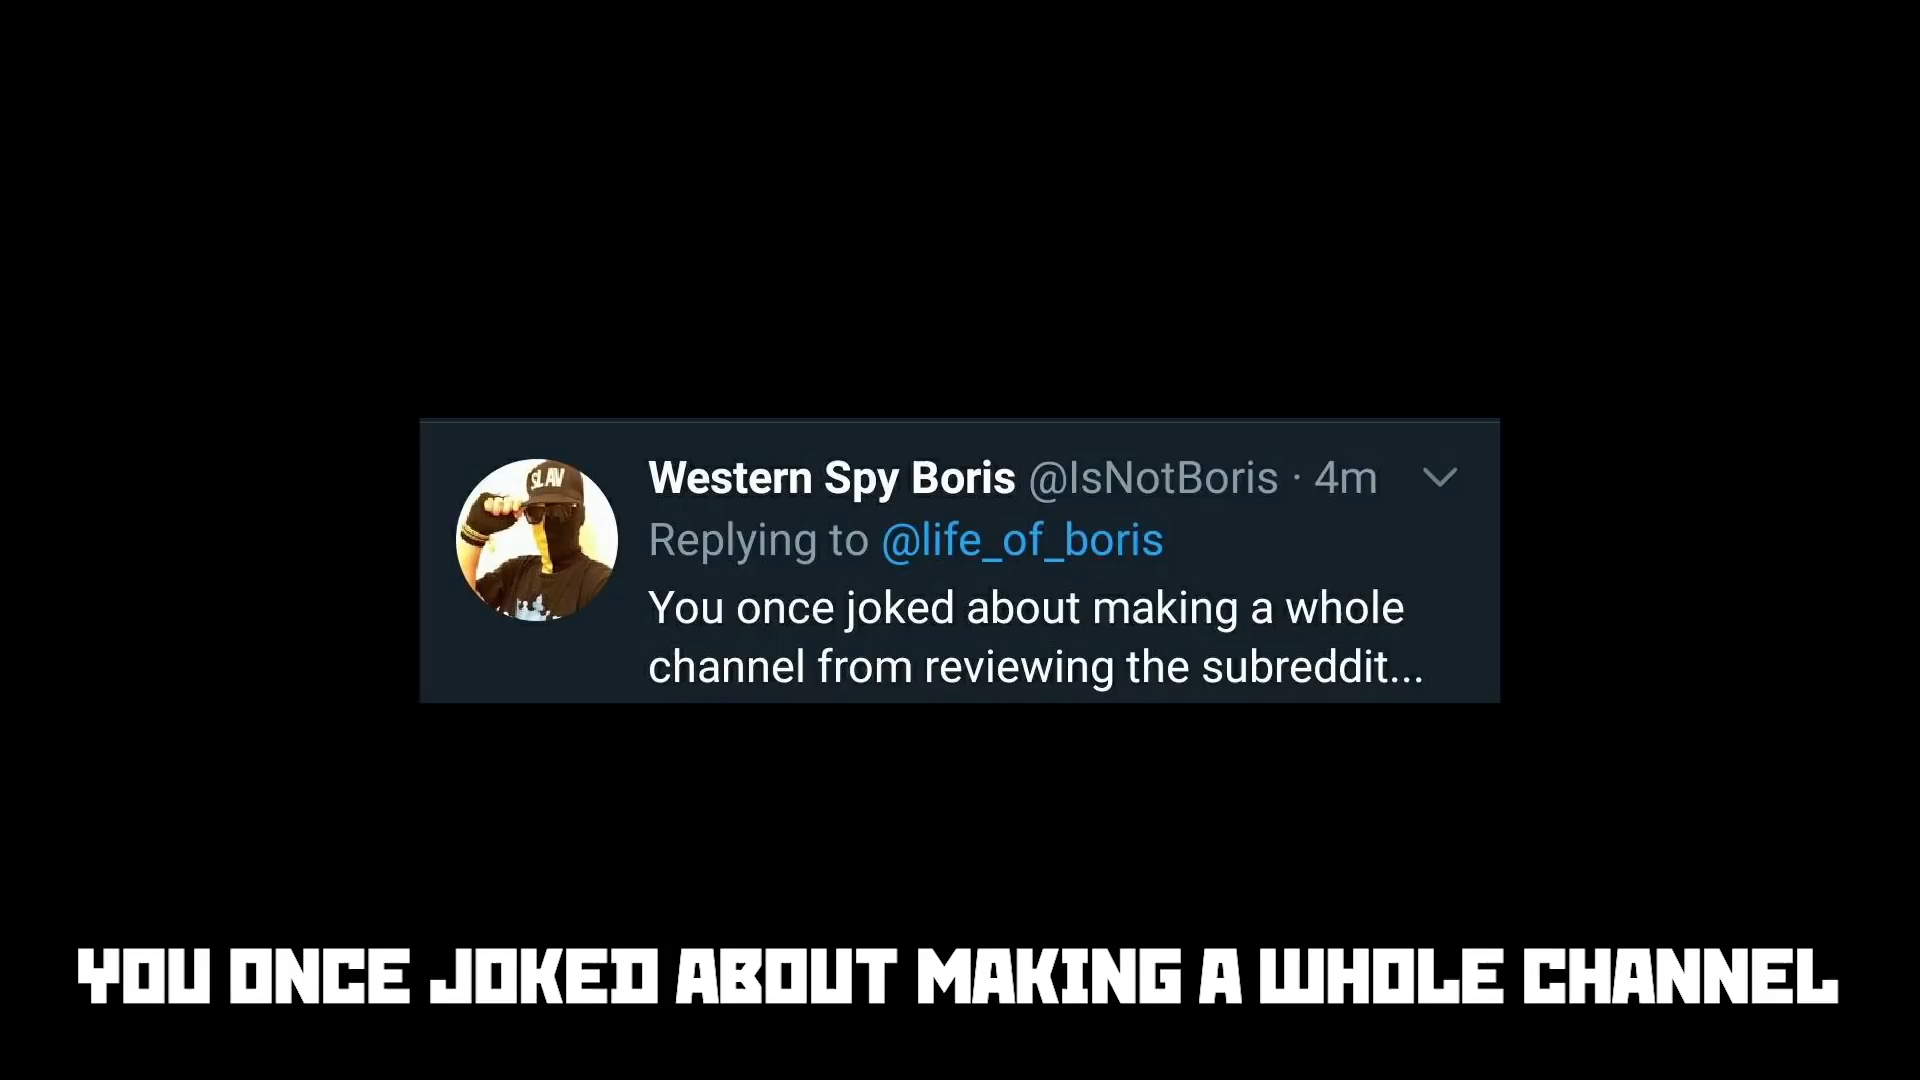 SLAV
Western Spy Boris @IsNotBoris · 4m
Replying to @life_of_boris
You once joked about making a whole
channel from reviewing the subreddit...
YOU ONCE JOKED ABOUT MAKING A WHOLE CHANNEL